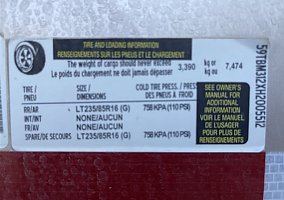 TIRE AND LOADING INFORMATION
RENSEIGNEMENTS SUR LES PNEUS ET LE CHARGEMENT
The weight of cargo should never exceed
Le poids du chargement ne doit jamais dépasser
3,390 kg or kg ou 7,474
TIRE / SIZE / COLD TIRE PRESS. /
PNEU DIMENSIONS PRESS. DES PNEUS À FROID
RR/AR LT235/85R16 (G) 758 KPA (110 PSI)
INT NONE/AUCUN
FR/AV NONE/AUCUN
SPARE/DE SECOURS LT235/85R16 (G) 758 KPA (110 PSI)
SEE OWNER'S
MANUAL FOR
ADDITIONAL
INFORMATION
VOIR LE MANUEL
DE L'USAGER
POUR PLUS DE
RENSEIGNEMENTS